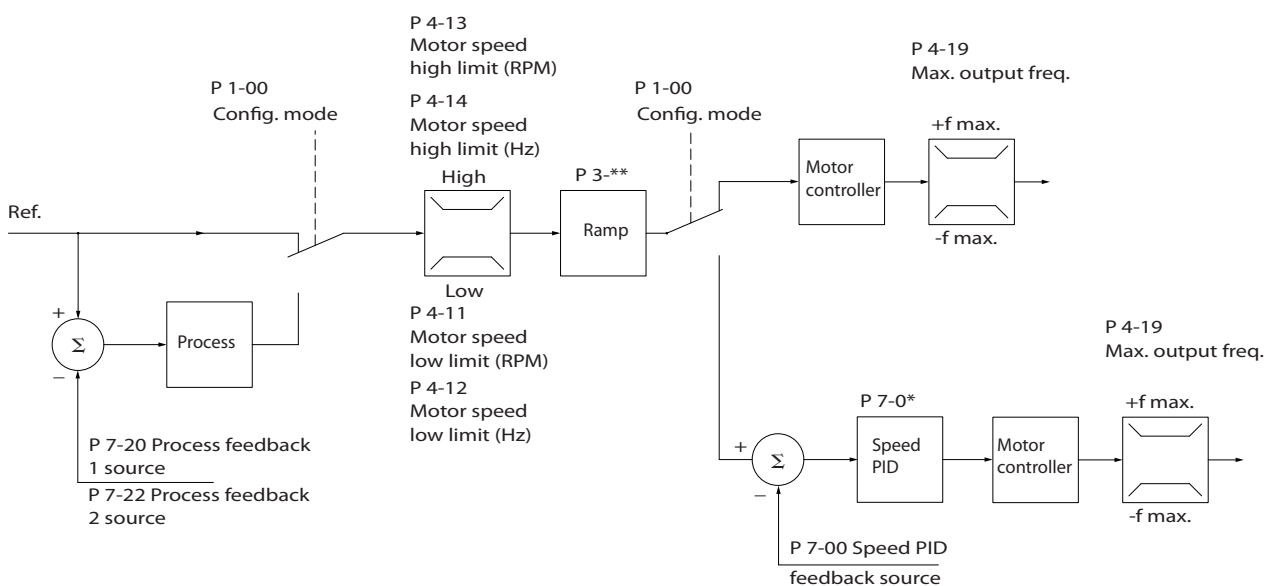 P 4-13
Motor speed
high limit (RPM)
P 4-14
Motor speed
high limit (Hz)
P 1-00
Config. mode
P 1-00
Config. mode
P 4-19
Max. output freq.
High
P 3-**
+f max.
Motor
controller
Ref.
Ramp
-f max.
Low
P 4-11
Motor speed
low limit (RPM)
P 4-12
Motor speed
low limit (Hz)
+
Σ
−
Process
P 7-20 Process feedback
1 source
P 7-22 Process feedback
2 source
P 4-19
Max. output freq.
P 7-0*
+f max.
+
Σ
−
Speed
PID
Motor
controller
-f max.
P 7-00 Speed PID
feedback source